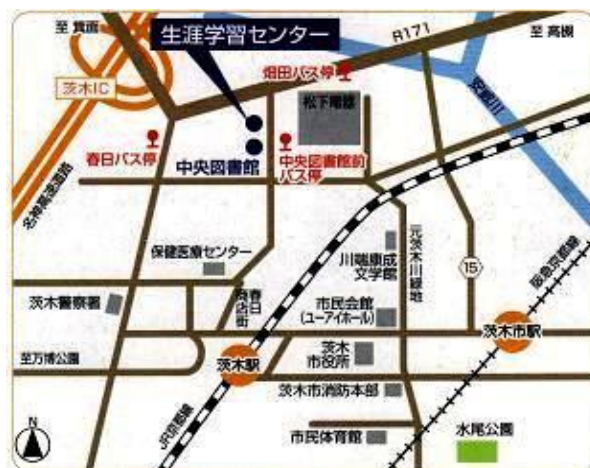 至 箕面
生涯学習センター
R171
至 高槻
茨木IC
畑田バス停
松下電器
安威川
春日バス停
中央図書館
中央図書館前
バス停
名神高速道路
保健医療センター
川端康成
文学館
元茨木川緑地
15
阪急京都線
茨木警察署
春日
商店街
市民会館
(ユーアイホール)
茨木市駅
至万博公園
茨木駅
茨木
市役所
茨木市消防本部
JR京都線
市民体育館
水尾公園
N